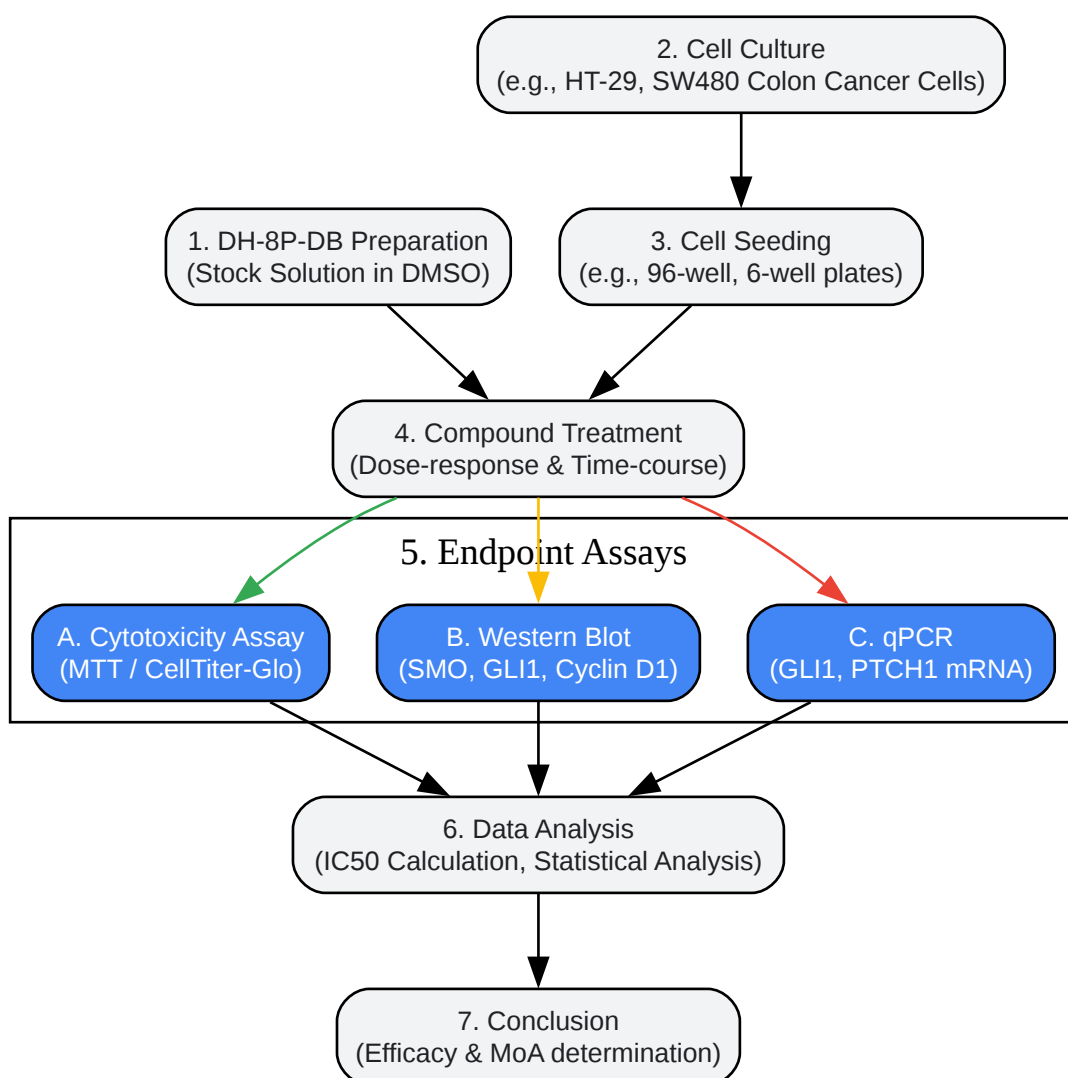 2. Cell Culture
(e.g., HT-29, SW480 Colon Cancer Cells)
1. DH-8P-DB Preparation
(Stock Solution in DMSO)
3. Cell Seeding
(e.g., 96-well, 6-well plates)
4. Compound Treatment
(Dose-response & Time-course)
5. Endpoint Assays
A. Cytotoxicity Assay
(MTT / CellTiter-Glo)
B. Western Blot
(SMO, GLI1, Cyclin D1)
C. qPCR
(GLI1, PTCH1 mRNA)
6. Data Analysis
(IC50 Calculation, Statistical Analysis)
7. Conclusion
(Efficacy & MoA determination)